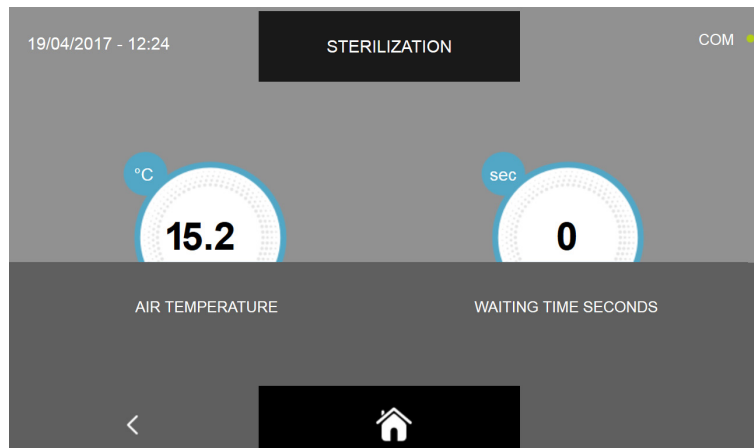 19/04/2017 - 12:24
STERILIZATION
COM
°C
sec
15.2
0
AIR TEMPERATURE
WAITING TIME SECONDS